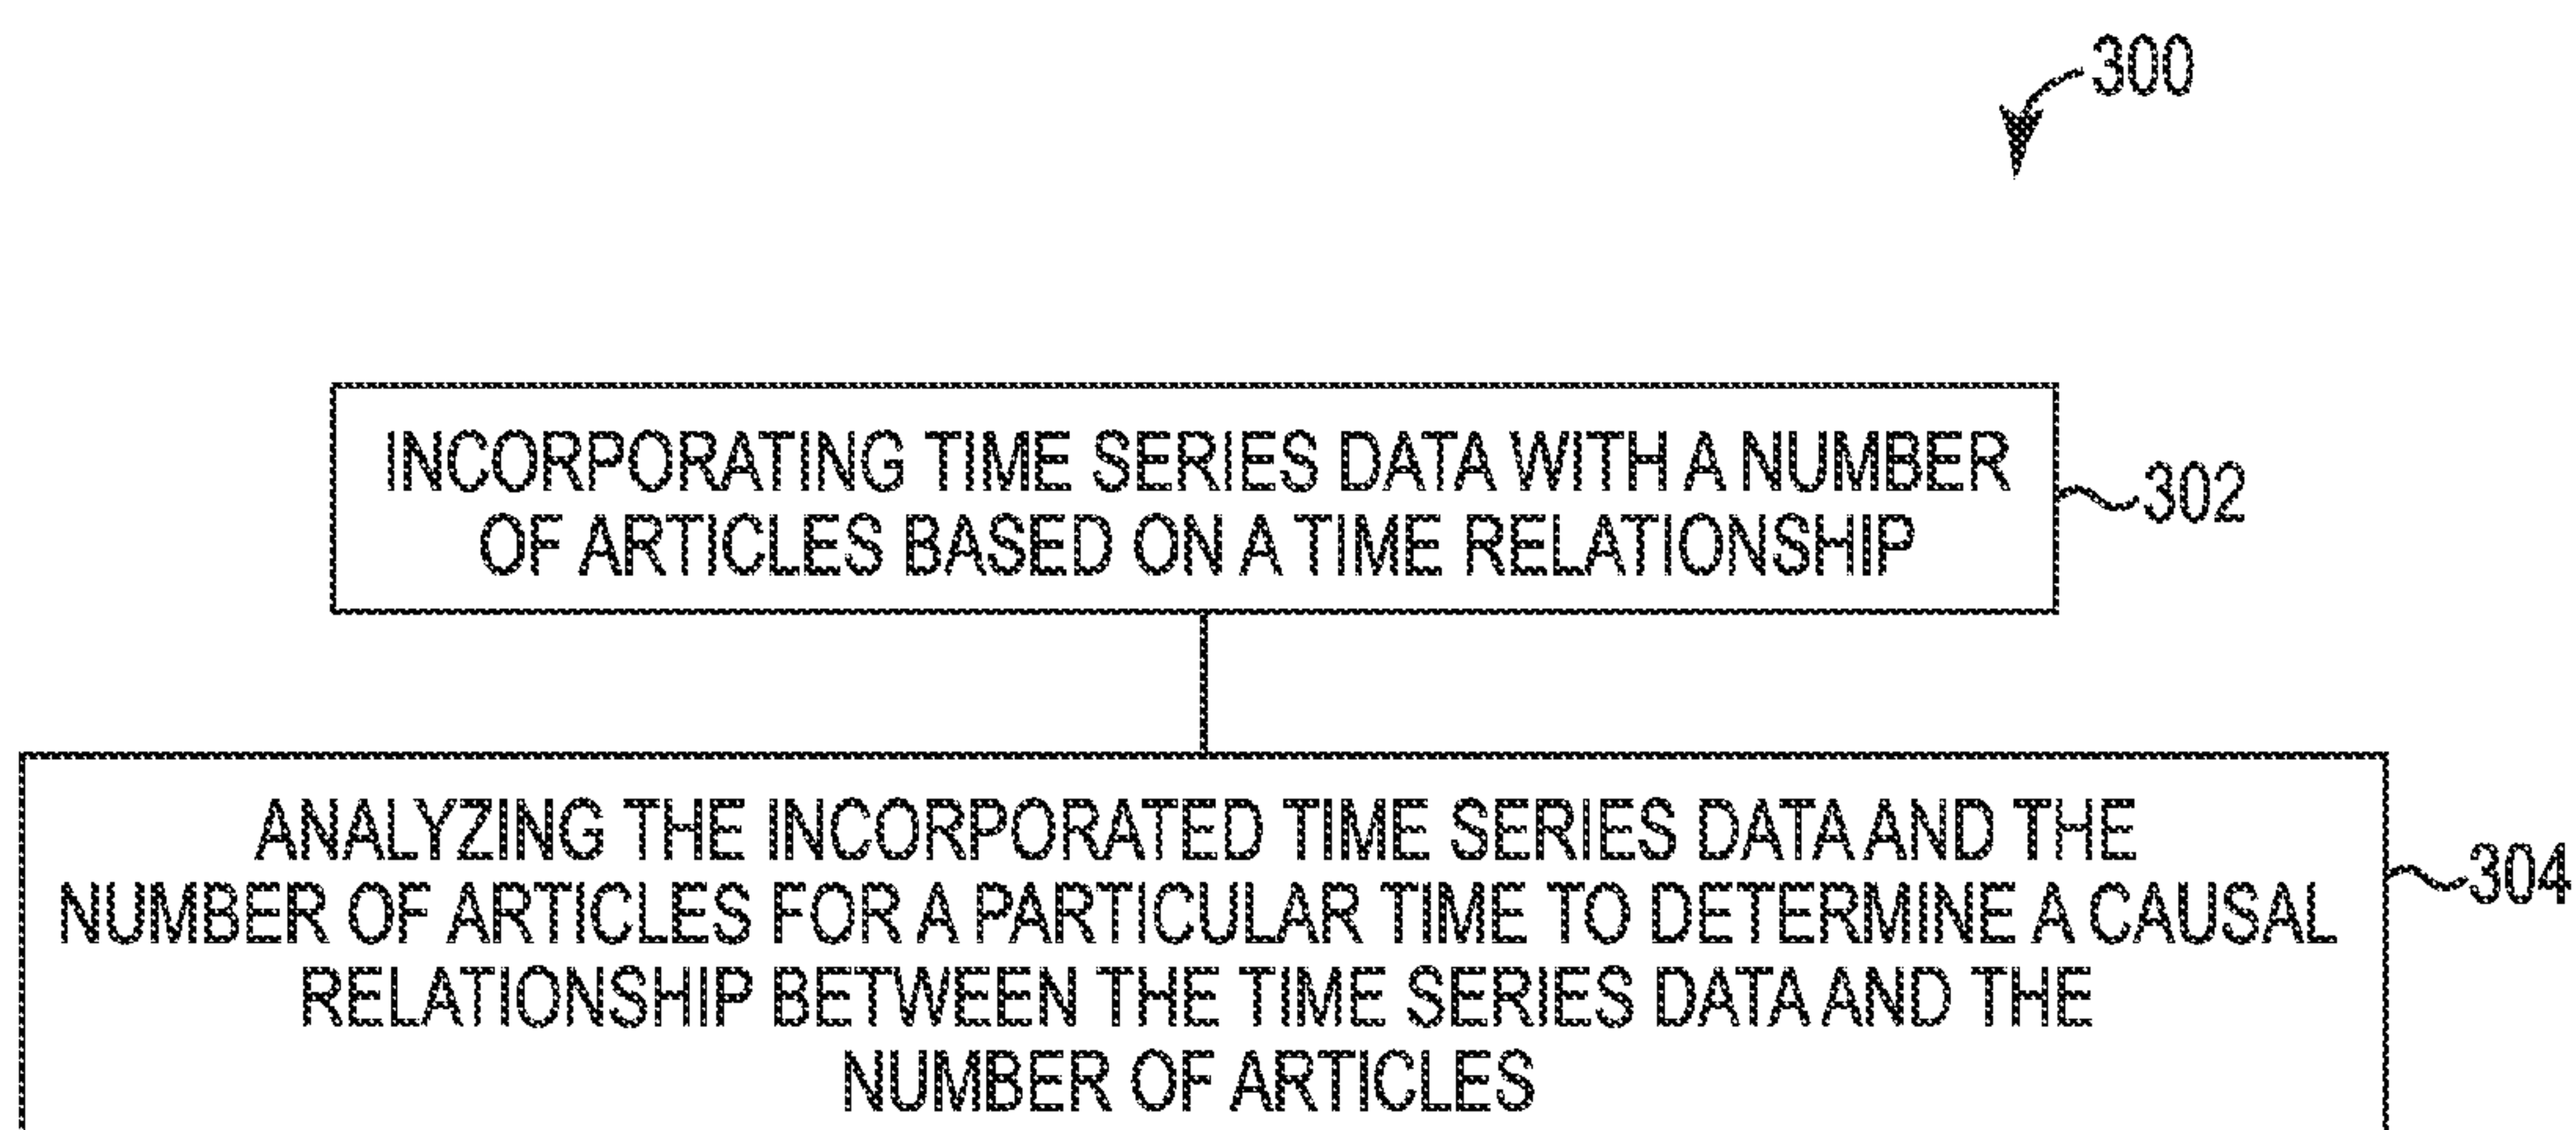 300
INCORPORATING TIME SERIES DATA WITH A NUMBER
OF ARTICLES BASED ON A TIME RELATIONSHIP
302
ANALYZING THE INCORPORATED TIME SERIES DATA AND THE
NUMBER OF ARTICLES FOR A PARTICULAR TIME TO DETERMINE A CAUSAL
RELATIONSHIP BETWEEN THE TIME SERIES DATA AND THE
NUMBER OF ARTICLES
304